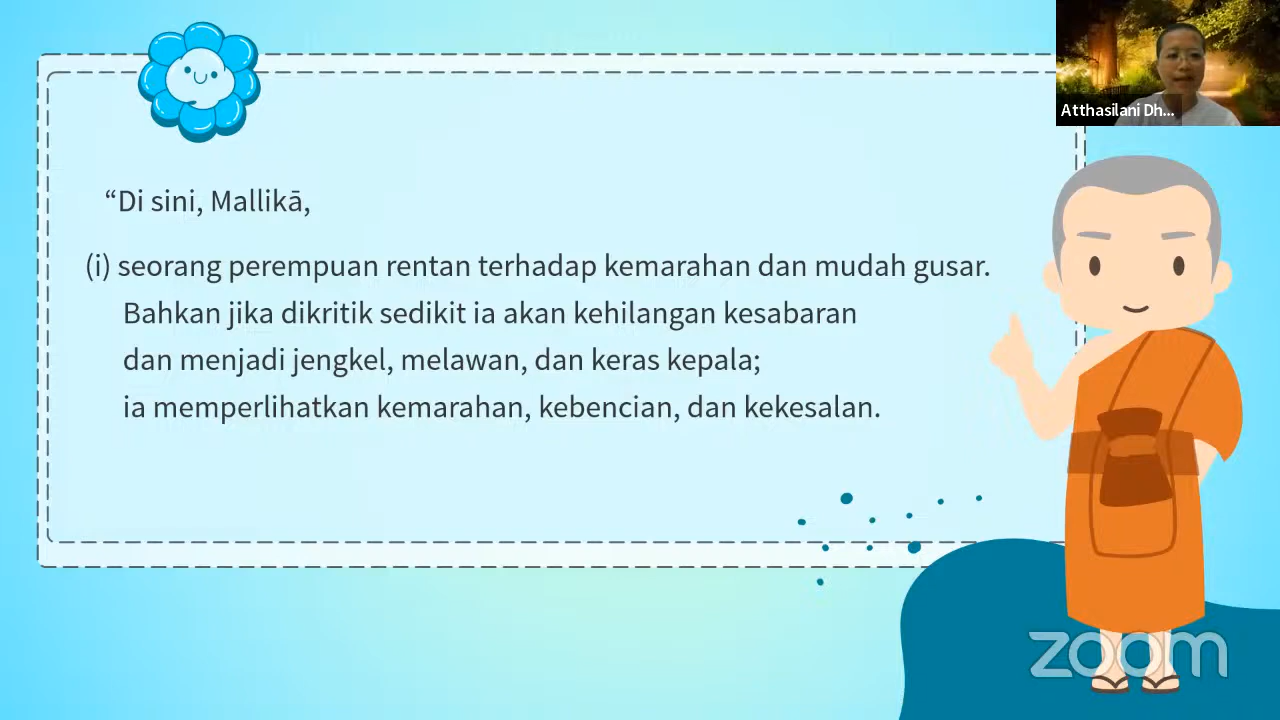 Atthasilani Dh...
“Di sini, Mallikā,
(i) seorang perempuan rentan terhadap kemarahan dan mudah gusar.
Bahkan jika dikritik sedikit ia akan kehilangan kesabaran
dan menjadi jengkel, melawan, dan keras kepala;
ia memperlihatkan kemarahan, kebencian, dan kekesalan.
zoom